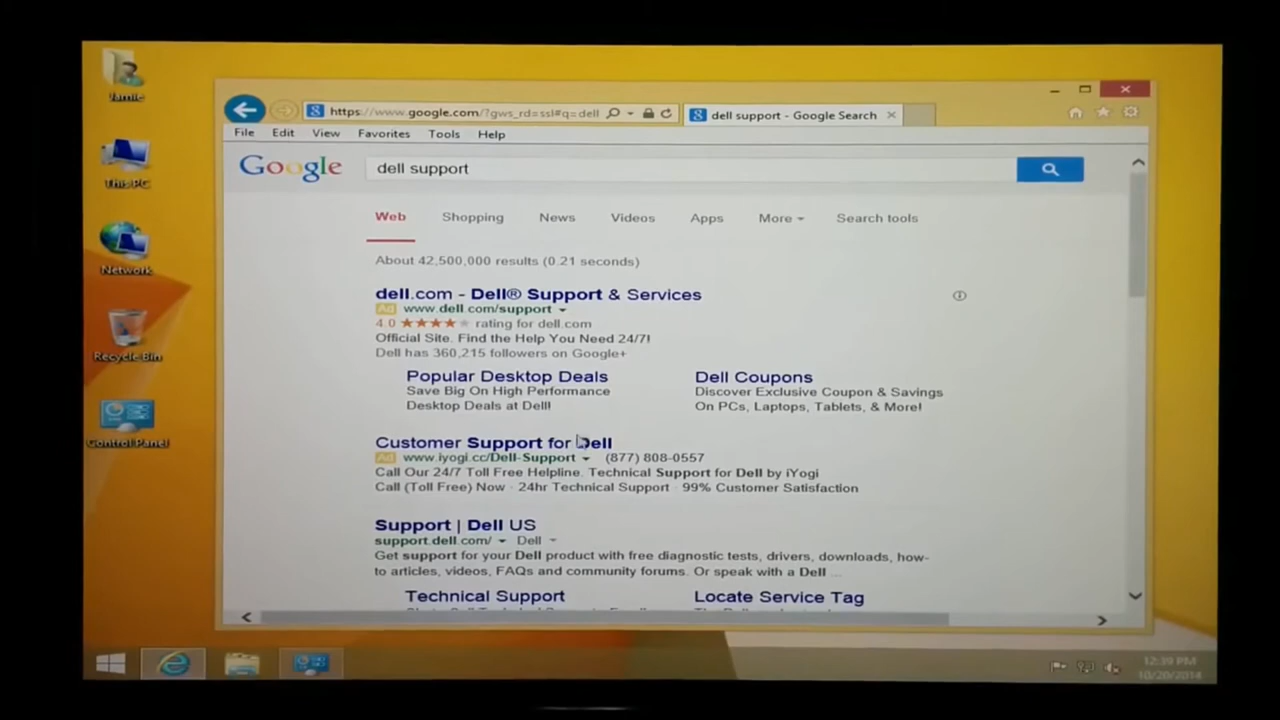 Jamie
This PC
Network
Recycle Bin
Control Panel
https://www.google.com/?gws_rd=ssl#q=dell
dell support - Google Search
File Edit View Favorites Tools Help
Google dell support
Web Shopping News Videos Apps More Search tools
About 42,500,000 results (0.21 seconds)
dell.com - Dell® Support & Services
Ad www.dell.com/support
4.0 ★★★★★ rating for dell.com
Official Site. Find the Help You Need 24/7!
Dell has 360,215 followers on Google+
Popular Desktop Deals
Save Big On High Performance
Desktop Deals at Dell!
Dell Coupons
Discover Exclusive Coupon & Savings
On PCs, Laptops, Tablets, & More!
Customer Support for Dell
Ad www.iyogi.cc/Dell-Support (877) 808-0557
Call Our 24/7 Toll Free Helpline. Technical Support for Dell by iYogi
Call (Toll Free) Now · 24hr Technical Support · 99% Customer Satisfaction
Support | Dell US
support.dell.com/ Dell
Get support for your Dell product with free diagnostic tests, drivers, downloads, how-
to articles, videos, FAQs and community forums. Or speak with a Dell ...
Technical Support Locate Service Tag
12:39 PM
10/20/2014